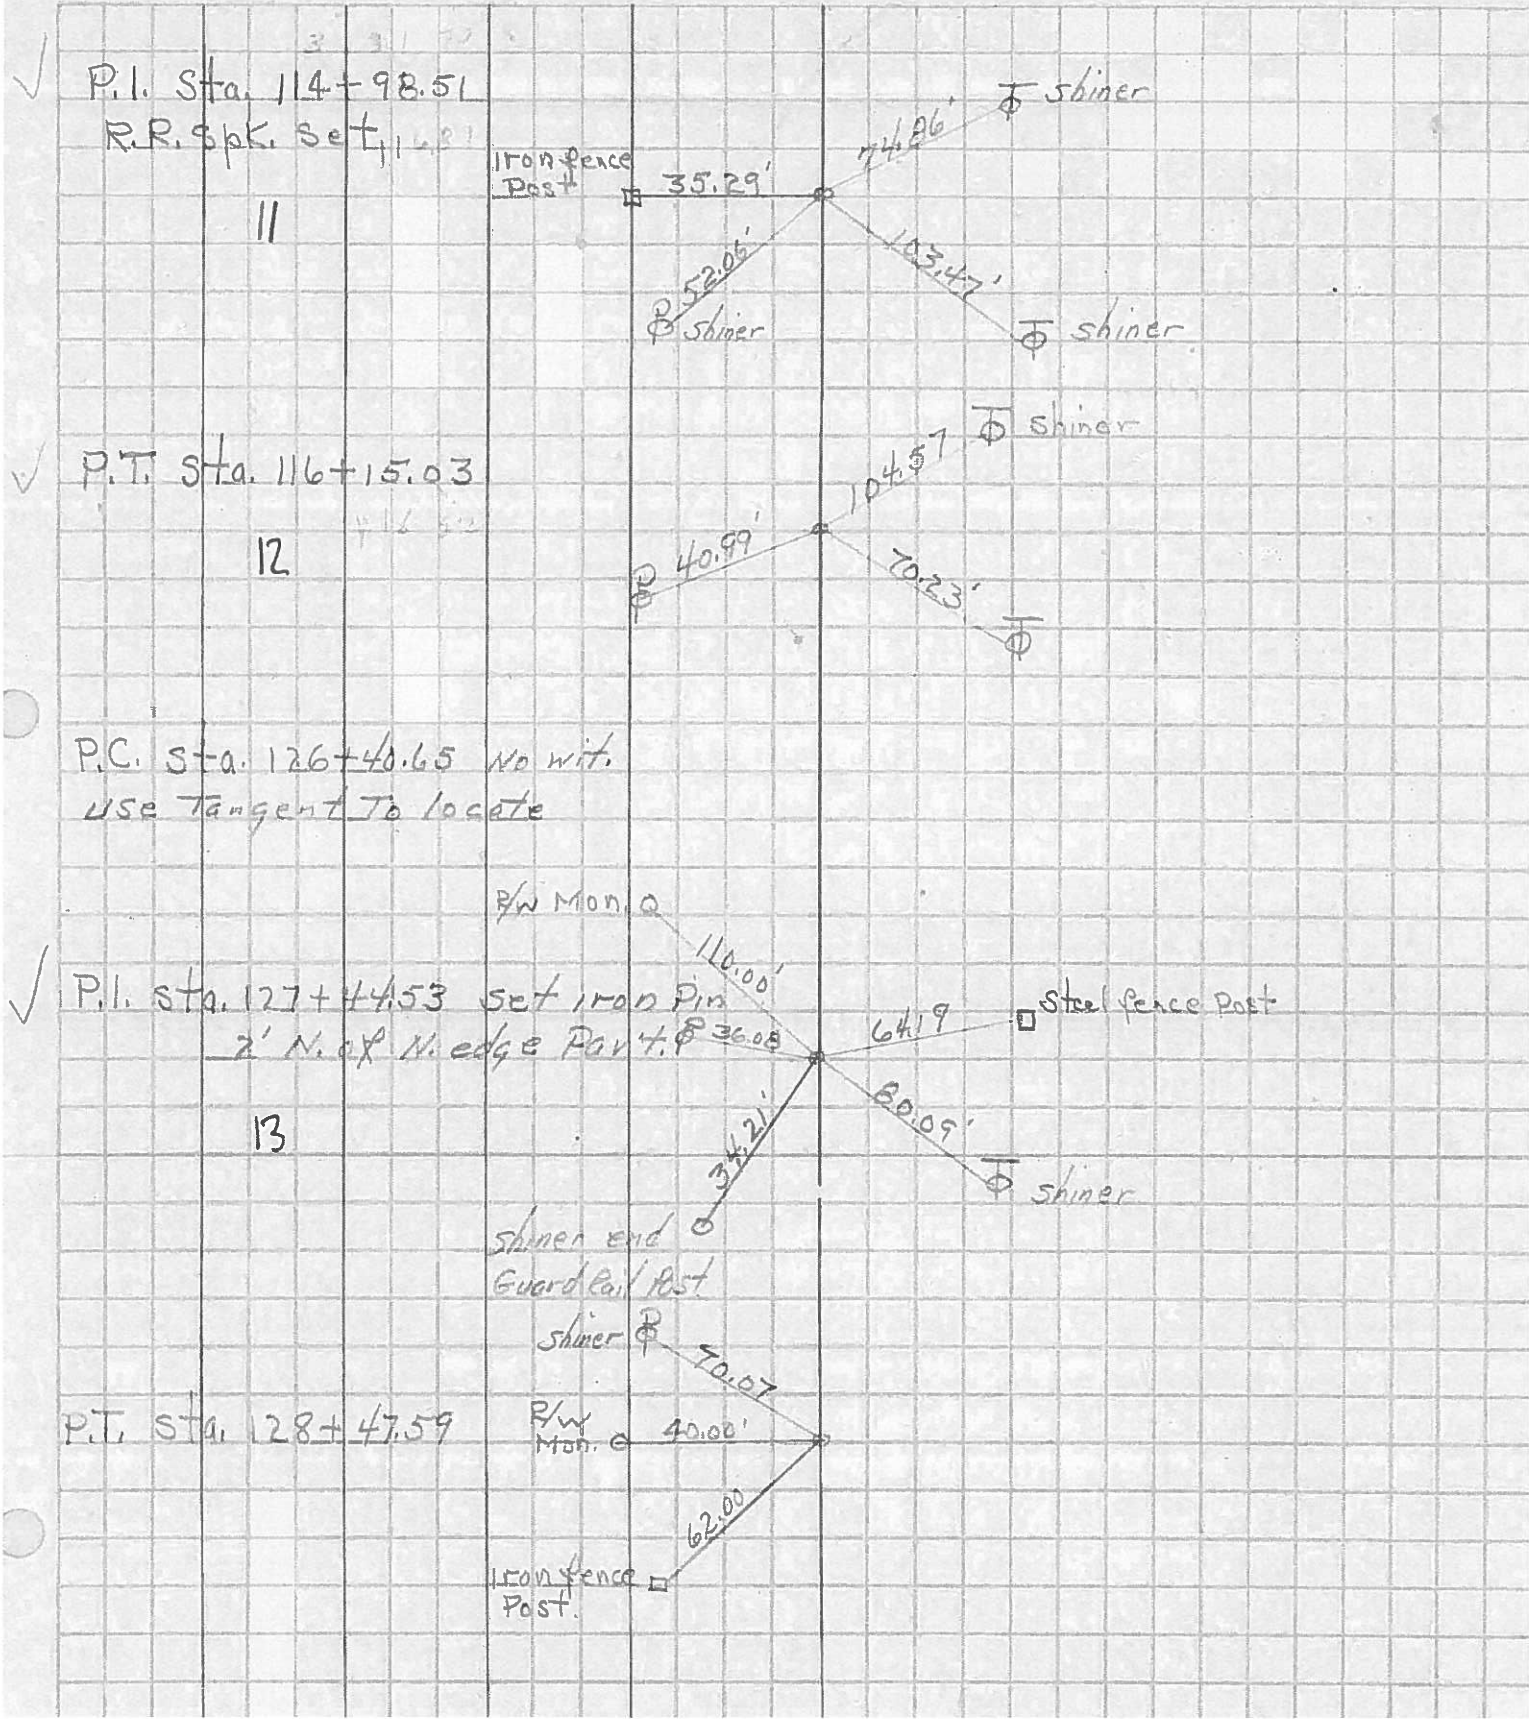 P.I. Sta. 114+98.51
R.R. Spk. Set
11
Iron fence
Post
35.29'
74.86'
shiner
52.06'
P shiner
103.47'
T shiner
P.T. Sta. 116+15.03
12
104.57
T shiner
P 40.99'
70.23'
T
P.C. Sta. 126+40.65 No wit.
use Tangent To locate
R/W Mon.
110.00'
P.I. Sta. 127+44.53 Set iron Pin
2' N. of N. edge Pav't.
P 36.08
64.19
Steel fence Post
13
34.21'
80.09'
T shiner
Shiner end
Guard Rail Post
shiner P
70.07
P.T. Sta. 128+47.59
R/W
Mon.
40.00'
62.00
Iron fence
Post.